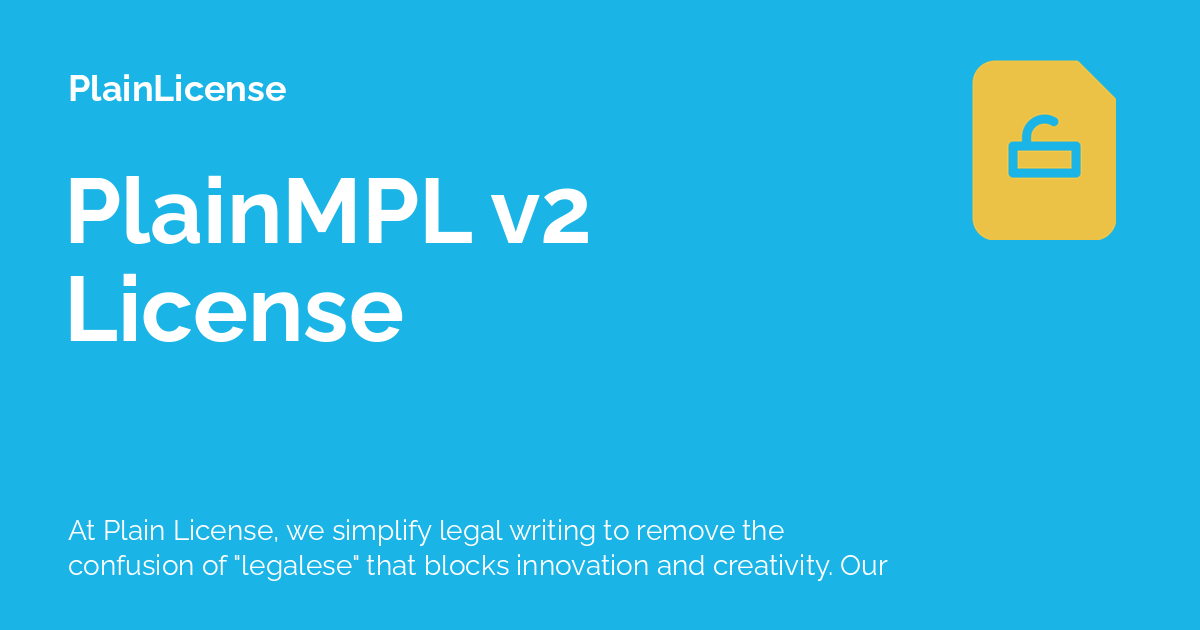 PlainLicense
PlainMPL v2
License
At Plain License, we simplify legal writing to remove the
confusion of "legalese" that blocks innovation and creativity. Our